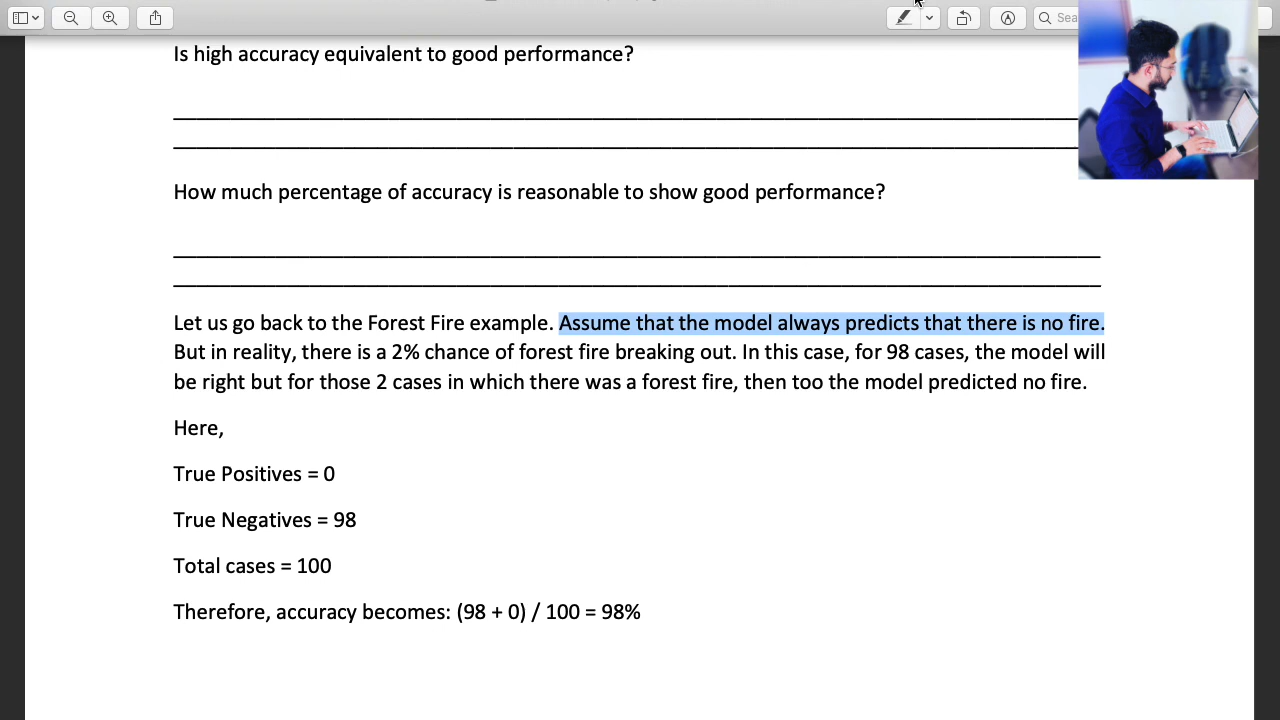 Sea
Is high accuracy equivalent to good performance?
How much percentage of accuracy is reasonable to show good performance?
Let us go back to the Forest Fire example. Assume that the model always predicts that there is no fire.
But in reality, there is a 2% chance of forest fire breaking out. In this case, for 98 cases, the model will
be right but for those 2 cases in which there was a forest fire, then too the model predicted no fire.
Here,
True Positives = 0
True Negatives = 98
Total cases = 100
Therefore, accuracy becomes: (98 + 0) / 100 = 98%